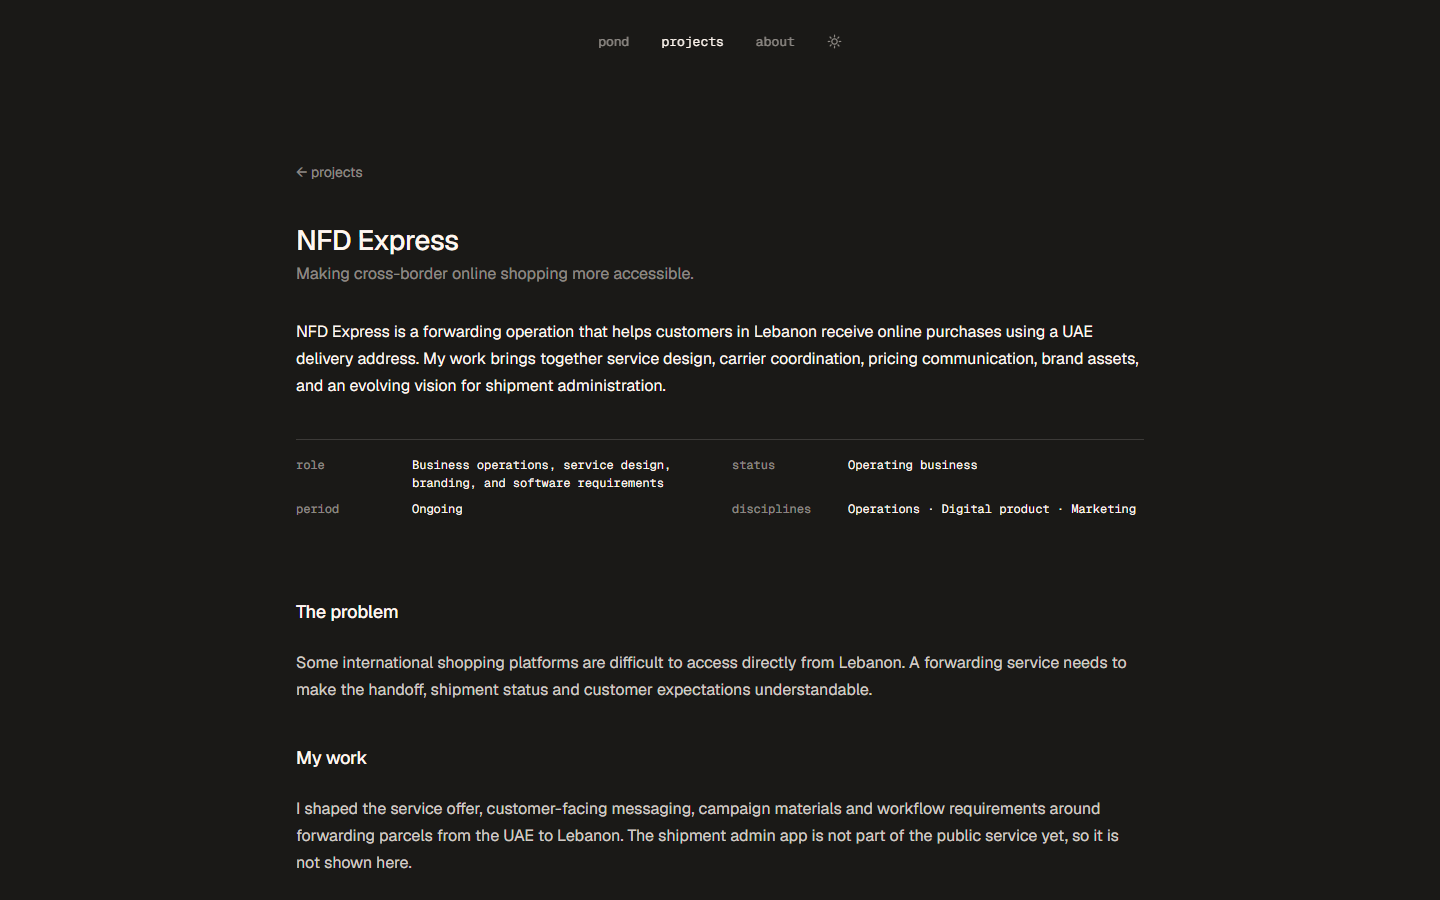 pond projects about
← projects
NFD Express
Making cross-border online shopping more accessible.
NFD Express is a forwarding operation that helps customers in Lebanon receive online purchases using a UAE
delivery address. My work brings together service design, carrier coordination, pricing communication, brand assets,
and an evolving vision for shipment administration.
role Business operations, service design,
branding, and software requirements
status Operating business
period Ongoing
disciplines Operations · Digital product · Marketing
The problem
Some international shopping platforms are difficult to access directly from Lebanon. A forwarding service needs to
make the handoff, shipment status and customer expectations understandable.
My work
I shaped the service offer, customer-facing messaging, campaign materials and workflow requirements around
forwarding parcels from the UAE to Lebanon. The shipment admin app is not part of the public service yet, so it is
not shown here.